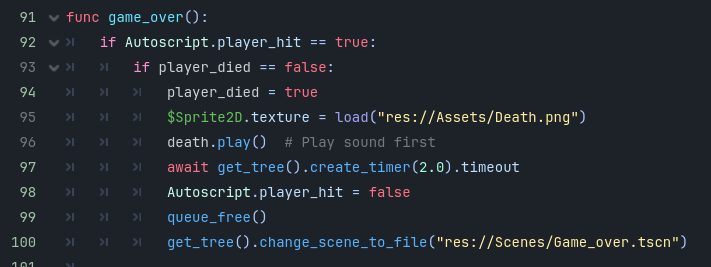 91 func game_over():
92 if Autoscript.player_hit == true:
93 if player_died == false:
94 player_died = true
95 $Sprite2D.texture = load("res://Assets/Death.png")
96 death.play()  # Play sound first
97 await get_tree().create_timer(2.0).timeout
98 Autoscript.player_hit = false
99 queue_free()
100 get_tree().change_scene_to_file("res://Scenes/Game_over.tscn")
101